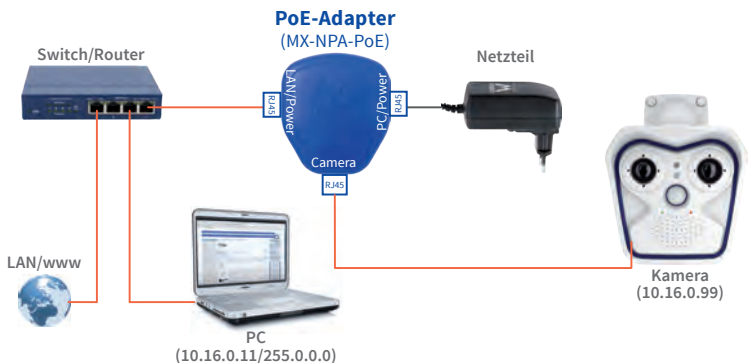 PoE-Adapter
(MX-NPA-PoE)
Switch/Router
Netzteil
LAN/Power
PC/Power
RJ45
RJ45
Camera
RJ45
LAN/www
Kamera
(10.16.0.99)
PC
(10.16.0.11/255.0.0.0)